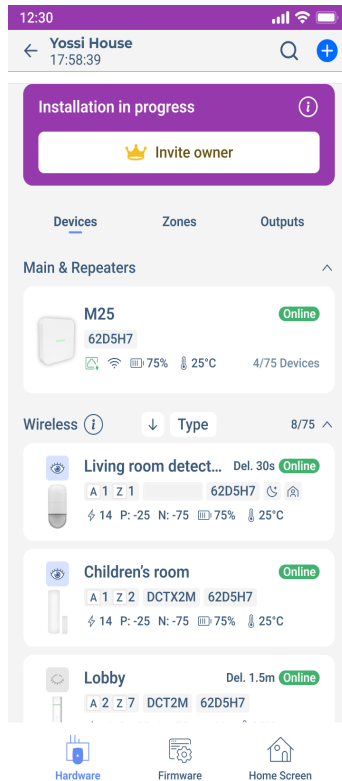 12:30
Yossi House
17:58:39
Installation in progress
Invite owner
Devices Zones Outputs
Main & Repeaters
M25 Online
62D5H7
75% 25°C 4/75 Devices
Wireless Type 8/75
Living room detect... Del. 30s Online
A 1 Z 1 62D5H7
14 P: -25 N: -75 75% 25°C
Children's room Online
A 1 Z 2 DCTX2M 62D5H7
14 P: -25 N: -75 75% 25°C
Lobby Del. 1.5m Online
A 2 Z 7 DCT2M 62D5H7
Hardware Firmware Home Screen